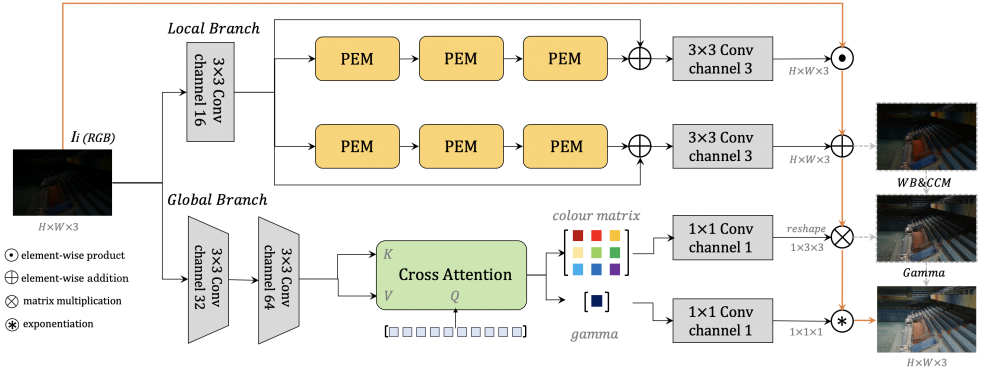 Local Branch
3×3 Conv
channel 16
PEM
PEM
PEM
3×3 Conv
channel 3
H×W×3
Ii (RGB)
H×W×3
PEM
PEM
PEM
3×3 Conv
channel 3
H×W×3
WB&CCM
Global Branch
3×3 Conv
channel 32
3×3 Conv
channel 64
K
V
Q
Cross Attention
colour matrix
1×1 Conv
channel 1
reshape
1×3×3
Gamma
gamma
1×1 Conv
channel 1
1×1×1
H×W×3
element-wise product
element-wise addition
matrix multiplication
exponentiation